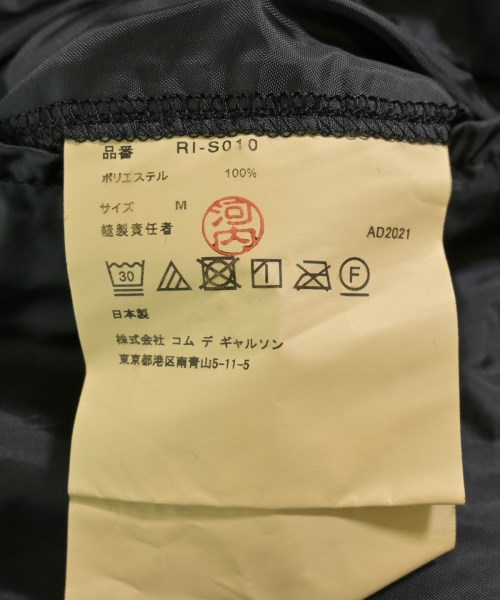 品番 RI-S010
ポリエステル 100%
サイズ M
縫製責任者 河内 AD2021
30 F
日本製
株式会社 コム デ ギャルソン
東京都港区南青山5-11-5